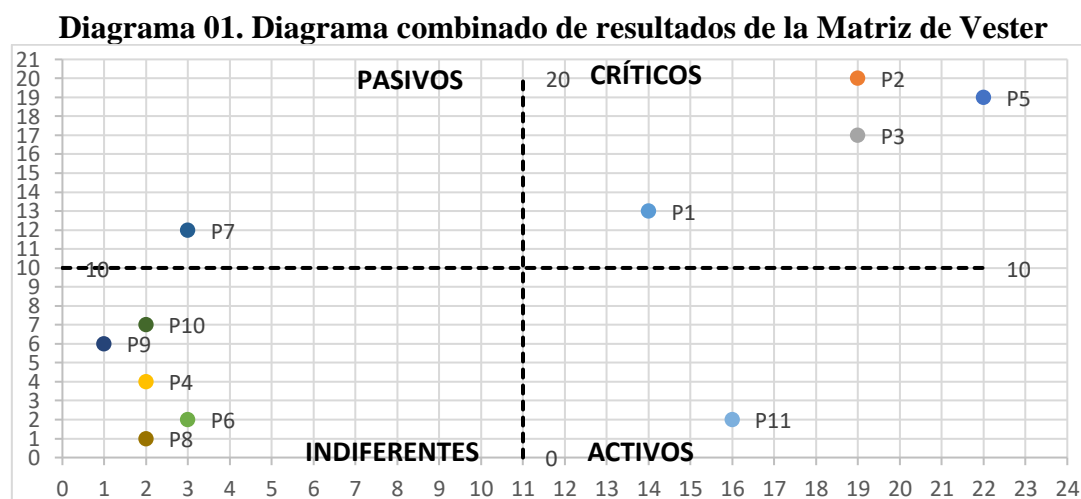 Diagrama 01. Diagrama combinado de resultados de la Matriz de Vester
21
20 PASIVOS 20 CRÍTICOS P2
19 P5
18
17 P3
16
15
14
13 P1
12 P7
11
10 10 10
9
8
7 P10
6 P9
5
4 P4
3
2 P6 P11
1 P8
0 INDIFERENTES 0 ACTIVOS
0 1 2 3 4 5 6 7 8 9 10 11 12 13 14 15 16 17 18 19 20 21 22 23 24